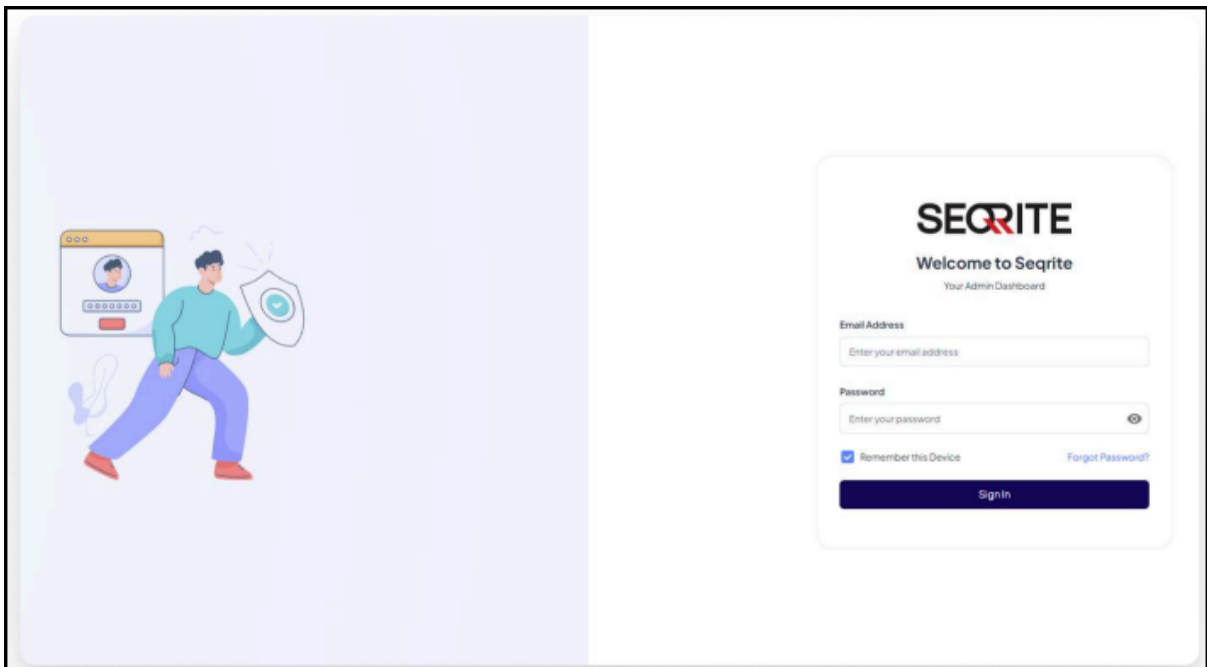 SEQRITE
Welcome to Seqrite
Your Admin Dashboard
Email Address
Enter your email address
Password
Enter your password
Remember this Device
Forgot Password?
Sign In